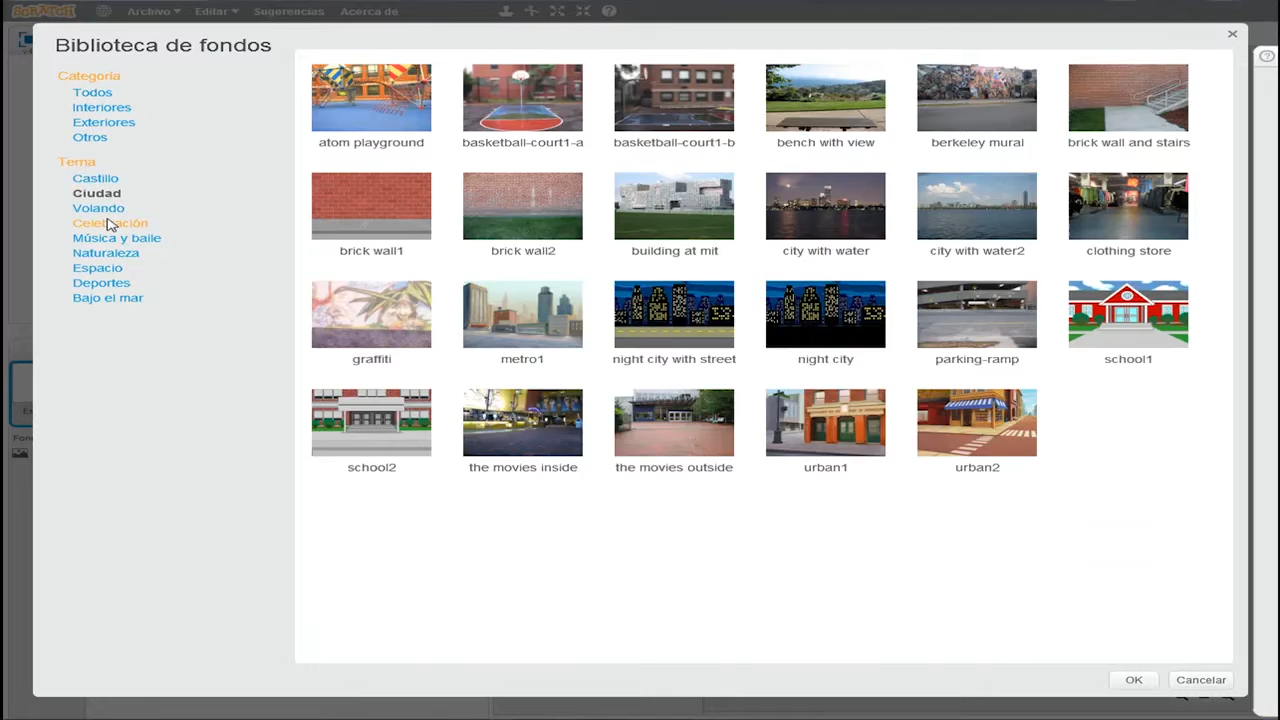 SCRATCH Archivo Editar Sugerencias Acerca de
Biblioteca de fondos
Categoría
Todos
Interiores
Exteriores
Otros
Tema
Castillo
Ciudad
Volando
Celebración
Música y baile
Naturaleza
Espacio
Deportes
Bajo el mar
atom playground basketball-court1-a basketball-court1-b bench with view berkeley mural brick wall and stairs
brick wall1 brick wall2 building at mit city with water city with water2 clothing store
graffiti metro1 night city with street night city parking-ramp school1
school2 the movies inside the movies outside urban1 urban2
OK Cancelar